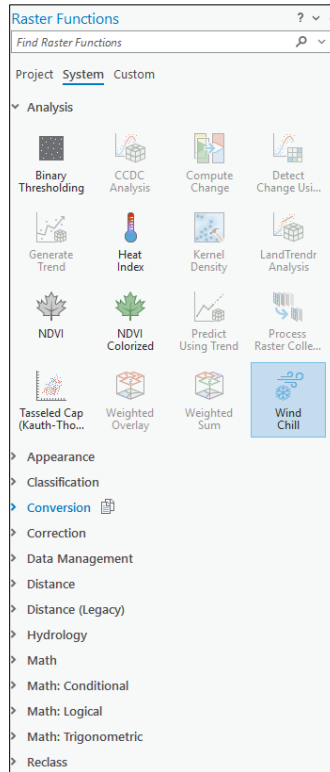 Raster Functions ?
Find Raster Functions
Project System Custom
Analysis
Binary Thresholding
CCDC Analysis
Compute Change
Detect Change Usi...
Generate Trend
Heat Index
Kernel Density
LandTrendr Analysis
NDVI
NDVI Colorized
Predict Using Trend
Process Raster Colle...
Tasseled Cap (Kauth-Tho...
Weighted Overlay
Weighted Sum
Wind Chill
Appearance
Classification
Conversion
Correction
Data Management
Distance
Distance (Legacy)
Hydrology
Math
Math: Conditional
Math: Logical
Math: Trigonometric
Reclass